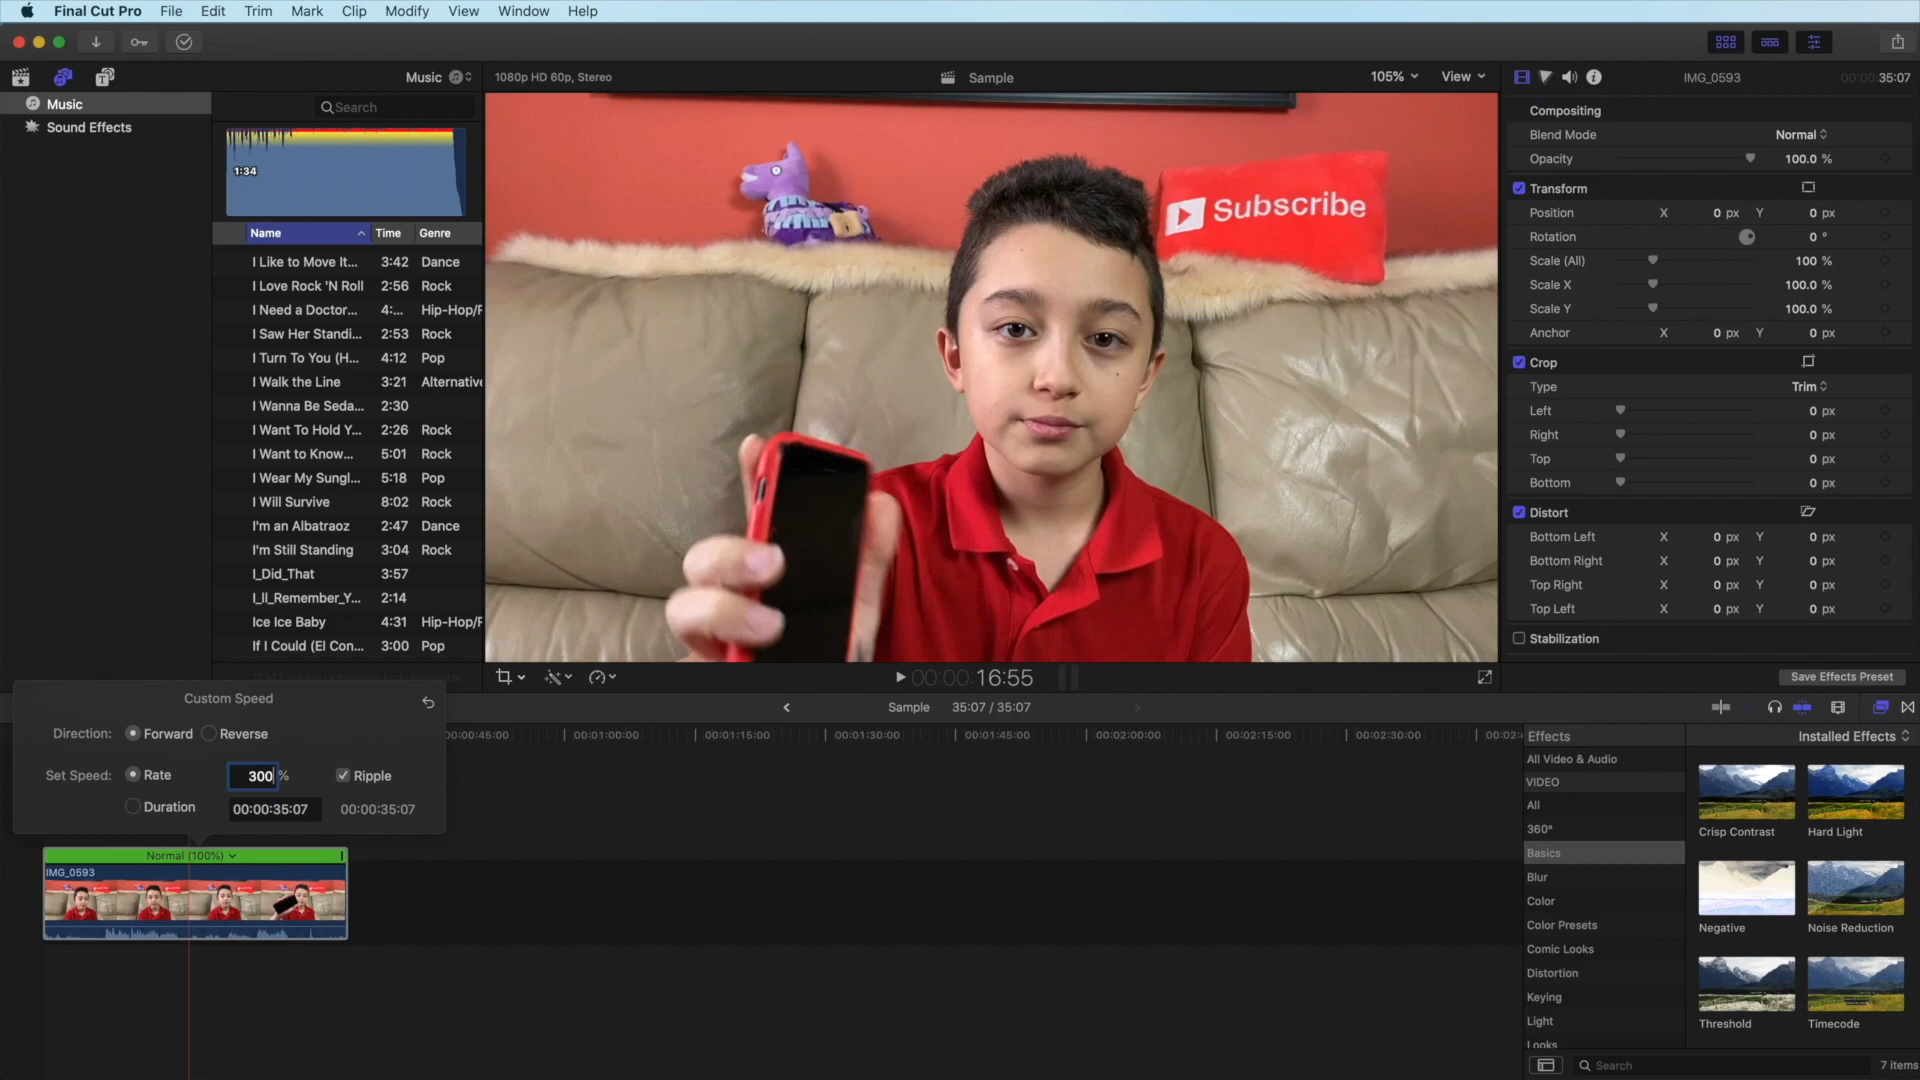 Final Cut Pro File Edit Trim Mark Clip Modify View Window Help
Music
1080p HD 60p, Stereo
Sample
105%
View
IMG_0593
00:00:35:07
Music
Sound Effects
Search
1:34
Name Time Genre
I Like to Move It... 3:42 Dance
I Love Rock 'N Roll 2:56 Rock
I Need a Doctor... 4:... Hip-Hop/F
I Saw Her Standi... 2:53 Rock
I Turn To You (H... 4:12 Pop
I Walk the Line 3:21 Alternative
I Wanna Be Seda... 2:30
I Want To Hold Y... 2:26 Rock
I Want to Know... 5:01 Rock
I Wear My Sungl... 5:18 Pop
I Will Survive 8:02 Rock
I'm an Albatraoz 2:47 Dance
I'm Still Standing 3:04 Rock
I_Did_That 3:57
I_ll_Remember_Y... 2:14
Ice Ice Baby 4:31 Hip-Hop/F
If I Could (El Con... 3:00 Pop
Subscribe
Compositing
Blend Mode Normal
Opacity 100.0 %
Transform
Position X 0 px Y 0 px
Rotation 0 °
Scale (All) 100 %
Scale X 100.0 %
Scale Y 100.0 %
Anchor X 0 px Y 0 px
Crop
Type Trim
Left 0 px
Right 0 px
Top 0 px
Bottom 0 px
Distort
Bottom Left X 0 px Y 0 px
Bottom Right X 0 px Y 0 px
Top Right X 0 px Y 0 px
Top Left X 0 px Y 0 px
Stabilization
Save Effects Preset
00:00:16:55
Custom Speed
Direction: Forward Reverse
Set Speed: Rate 300 % Ripple
Duration 00:00:35:07 00:00:35:07
Sample 35:07 / 35:07
00:00:45:00 00:01:00:00 00:01:15:00 00:01:30:00 00:01:45:00 00:02:00:00 00:02:15:00 00:02:30:00 00:02:4
Normal (100%)
IMG_0593
Effects
Installed Effects
All Video & Audio
VIDEO
All
360°
Basics
Blur
Color
Color Presets
Comic Looks
Distortion
Keying
Light
Looks
Crisp Contrast
Hard Light
Negative
Noise Reduction
Threshold
Timecode
Search
7 items